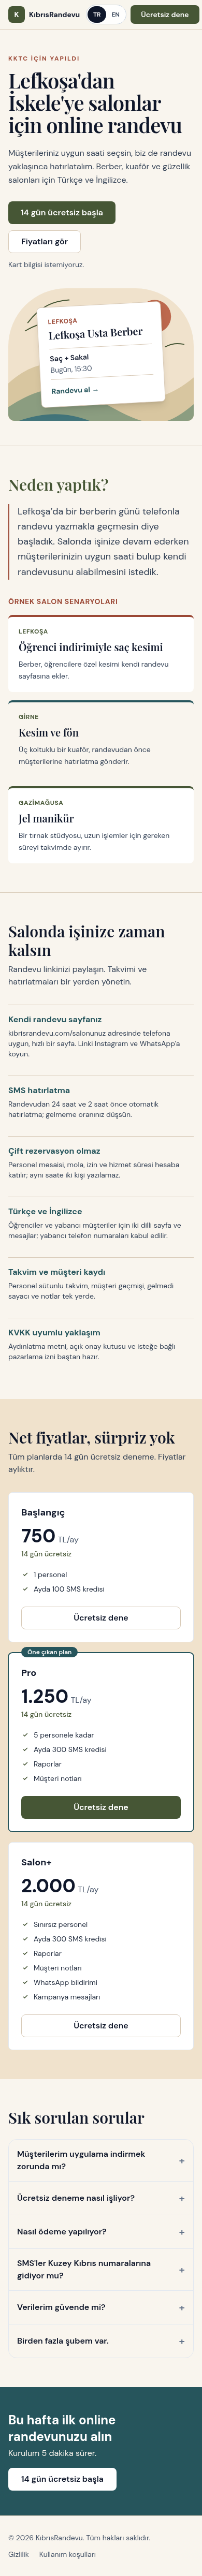 K KıbrısRandevu TR EN Ücretsiz dene
KKTC İÇİN YAPILDI
Lefkoşa'dan
İskele'ye salonlar
için online randevu
Müşterileriniz uygun saati seçsin, biz de randevu
yaklaşınca hatırlatalım. Berber, kuaför ve güzellik
salonları için Türkçe ve İngilizce.
14 gün ücretsiz başla
Fiyatları gör
Kart bilgisi istemiyoruz.
LEFKOŞA
Lefkoşa Usta Berber
Saç + Sakal
Bugün, 15:30
Randevu al →
Neden yaptık?
Lefkoşa'da bir berberin günü telefonla
randevu yazmakla geçmesin diye
başladık. Salonda işinize devam ederken
müşterilerinizin uygun saati bulup kendi
randevusunu alabilmesini istedik.
ÖRNEK SALON SENARYOLARI
LEFKOŞA
Öğrenci indirimiyle saç kesimi
Berber, öğrencilere özel kesimi kendi randevu
sayfasına ekler.
GİRNE
Kesim ve fön
Üç koltuklu bir kuaför, randevudan önce
müşterilerine hatırlatma gönderir.
GAZİMAĞUSA
Jel manikür
Bir tırnak stüdyosu, uzun işlemler için gereken
süreyi takvimde ayırır.
Salonda işinize zaman
kalsın
Randevu linkinizi paylaşın. Takvimi ve
hatırlatmaları bir yerden yönetin.
Kendi randevu sayfanız
kibrisrandevu.com/salonunuz adresinde telefona
uygun, hızlı bir sayfa. Linki Instagram ve WhatsApp'a
koyun.
SMS hatırlatma
Randevudan 24 saat ve 2 saat önce otomatik
hatırlatma; gelmeme oranınız düşsün.
Çift rezervasyon olmaz
Personel mesaisi, mola, izin ve hizmet süresi hesaba
katılır; aynı saate iki kişi yazılamaz.
Türkçe ve İngilizce
Öğrenciler ve yabancı müşteriler için iki dilli sayfa ve
mesajlar; yabancı telefon numaraları kabul edilir.
Takvim ve müşteri kaydı
Personel sütunlu takvim, müşteri geçmişi, gelmedi
sayacı ve notlar tek yerde.
KVKK uyumlu yaklaşım
Aydınlatma metni, açık onay kutusu ve isteğe bağlı
pazarlama izni baştan hazır.
Net fiyatlar, sürpriz yok
Tüm planlarda 14 gün ücretsiz deneme. Fiyatlar
aylıktır.
Başlangıç
750 TL/ay
14 gün ücretsiz
✓ 1 personel
✓ Ayda 100 SMS kredisi
Ücretsiz dene
Öne çıkan plan
Pro
1.250 TL/ay
14 gün ücretsiz
✓ 5 personele kadar
✓ Ayda 300 SMS kredisi
✓ Raporlar
✓ Müşteri notları
Ücretsiz dene
Salon+
2.000 TL/ay
14 gün ücretsiz
✓ Sınırsız personel
✓ Ayda 300 SMS kredisi
✓ Raporlar
✓ Müşteri notları
✓ WhatsApp bildirimi
✓ Kampanya mesajları
Ücretsiz dene
Sık sorulan sorular
Müşterilerim uygulama indirmek
zorunda mı? +
Ücretsiz deneme nasıl işliyor? +
Nasıl ödeme yapılıyor? +
SMS'ler Kuzey Kıbrıs numaralarına
gidiyor mu? +
Verilerim güvende mi? +
Birden fazla şubem var. +
Bu hafta ilk online
randevunuzu alın
Kurulum 5 dakika sürer.
14 gün ücretsiz başla
© 2026 KıbrısRandevu. Tüm hakları saklıdır.
Gizlilik Kullanım koşulları